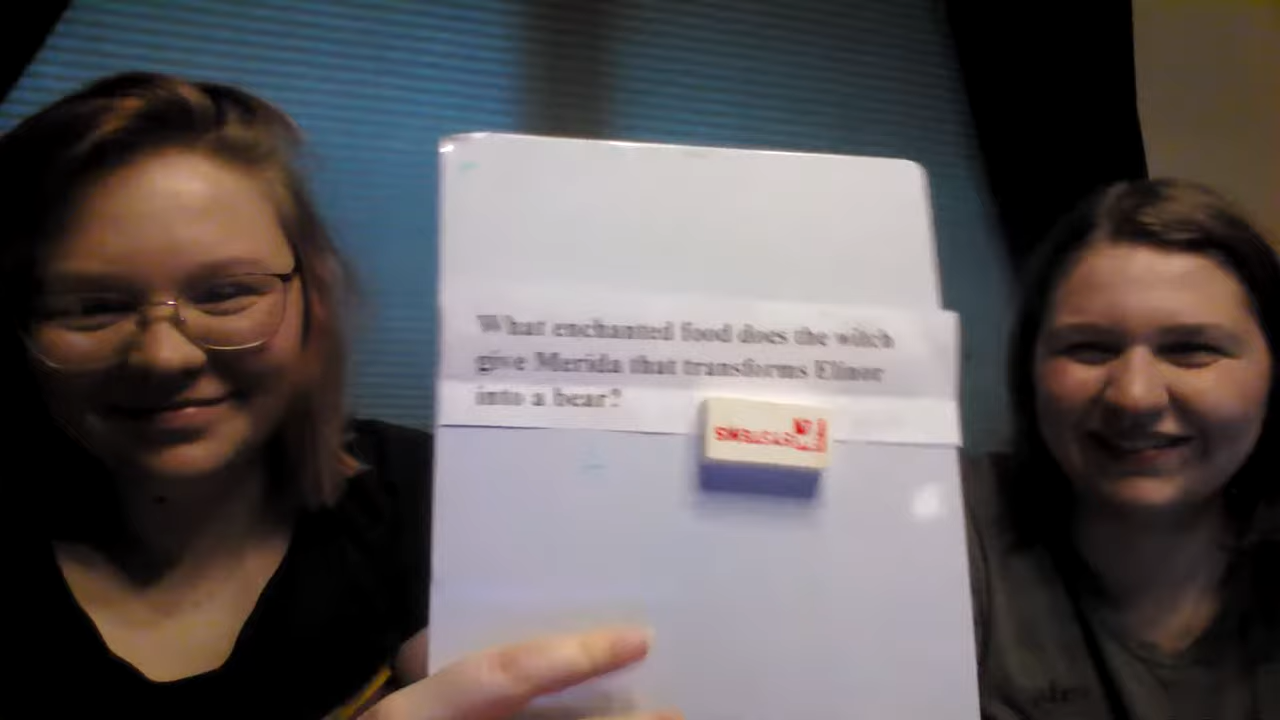 What enchanted food does the witch
give Merida that transforms Elinor
into a bear?